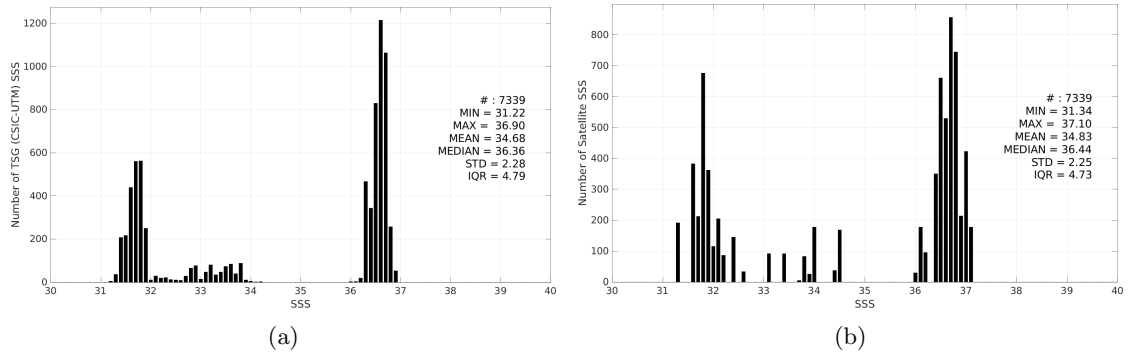 Number of TSG (CSIC-UTM) SSS
1200
1000
800
600
400
200
0
# : 7339
MIN = 31.22
MAX =  36.90
MEAN = 34.68
MEDIAN = 36.36
STD = 2.28
IQR = 4.79
30 31 32 33 34 35 36 37 38 39 40
SSS
(a)
Number of Satellite SSS
800
700
600
500
400
300
200
100
0
# : 7339
MIN = 31.34
MAX =  37.10
MEAN = 34.83
MEDIAN = 36.44
STD = 2.25
IQR = 4.73
30 31 32 33 34 35 36 37 38 39 40
SSS
(b)